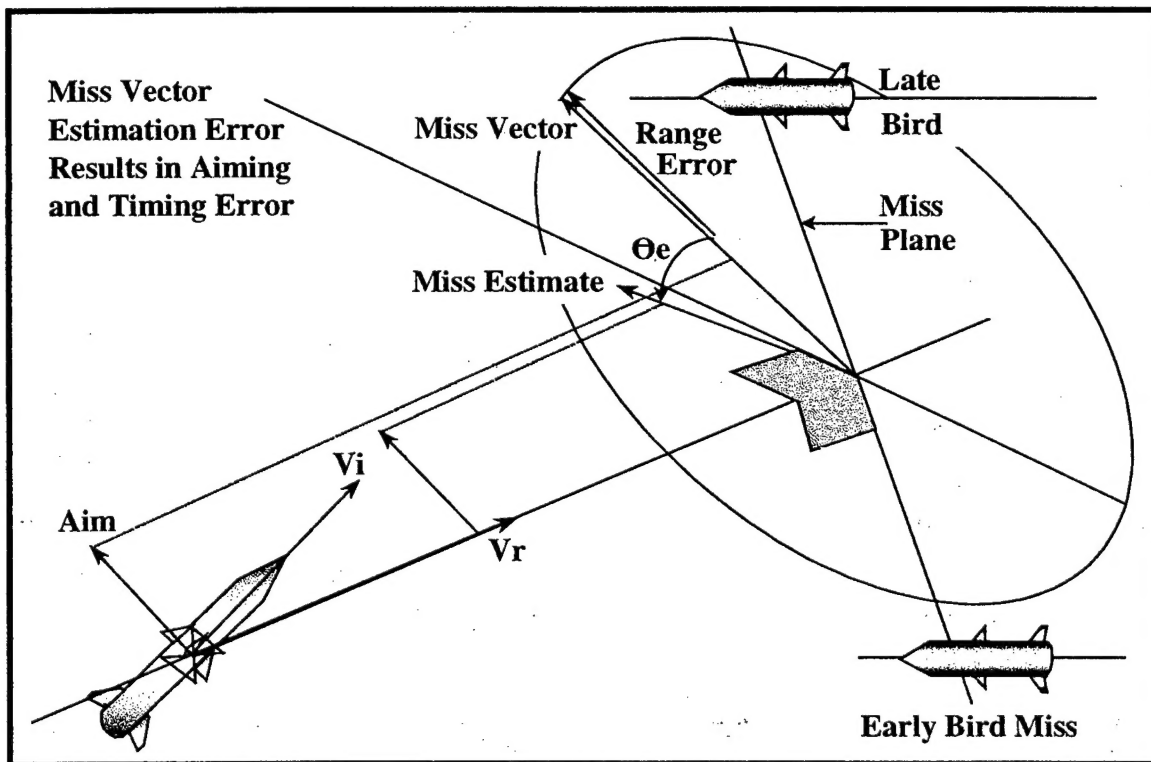 Miss Vector
Estimation Error
Results in Aiming
and Timing Error
Miss Vector
Range
Error
Late
Bird
Miss
Plane
Θe
Miss Estimate
Vi
Aim
Vr
Early Bird Miss